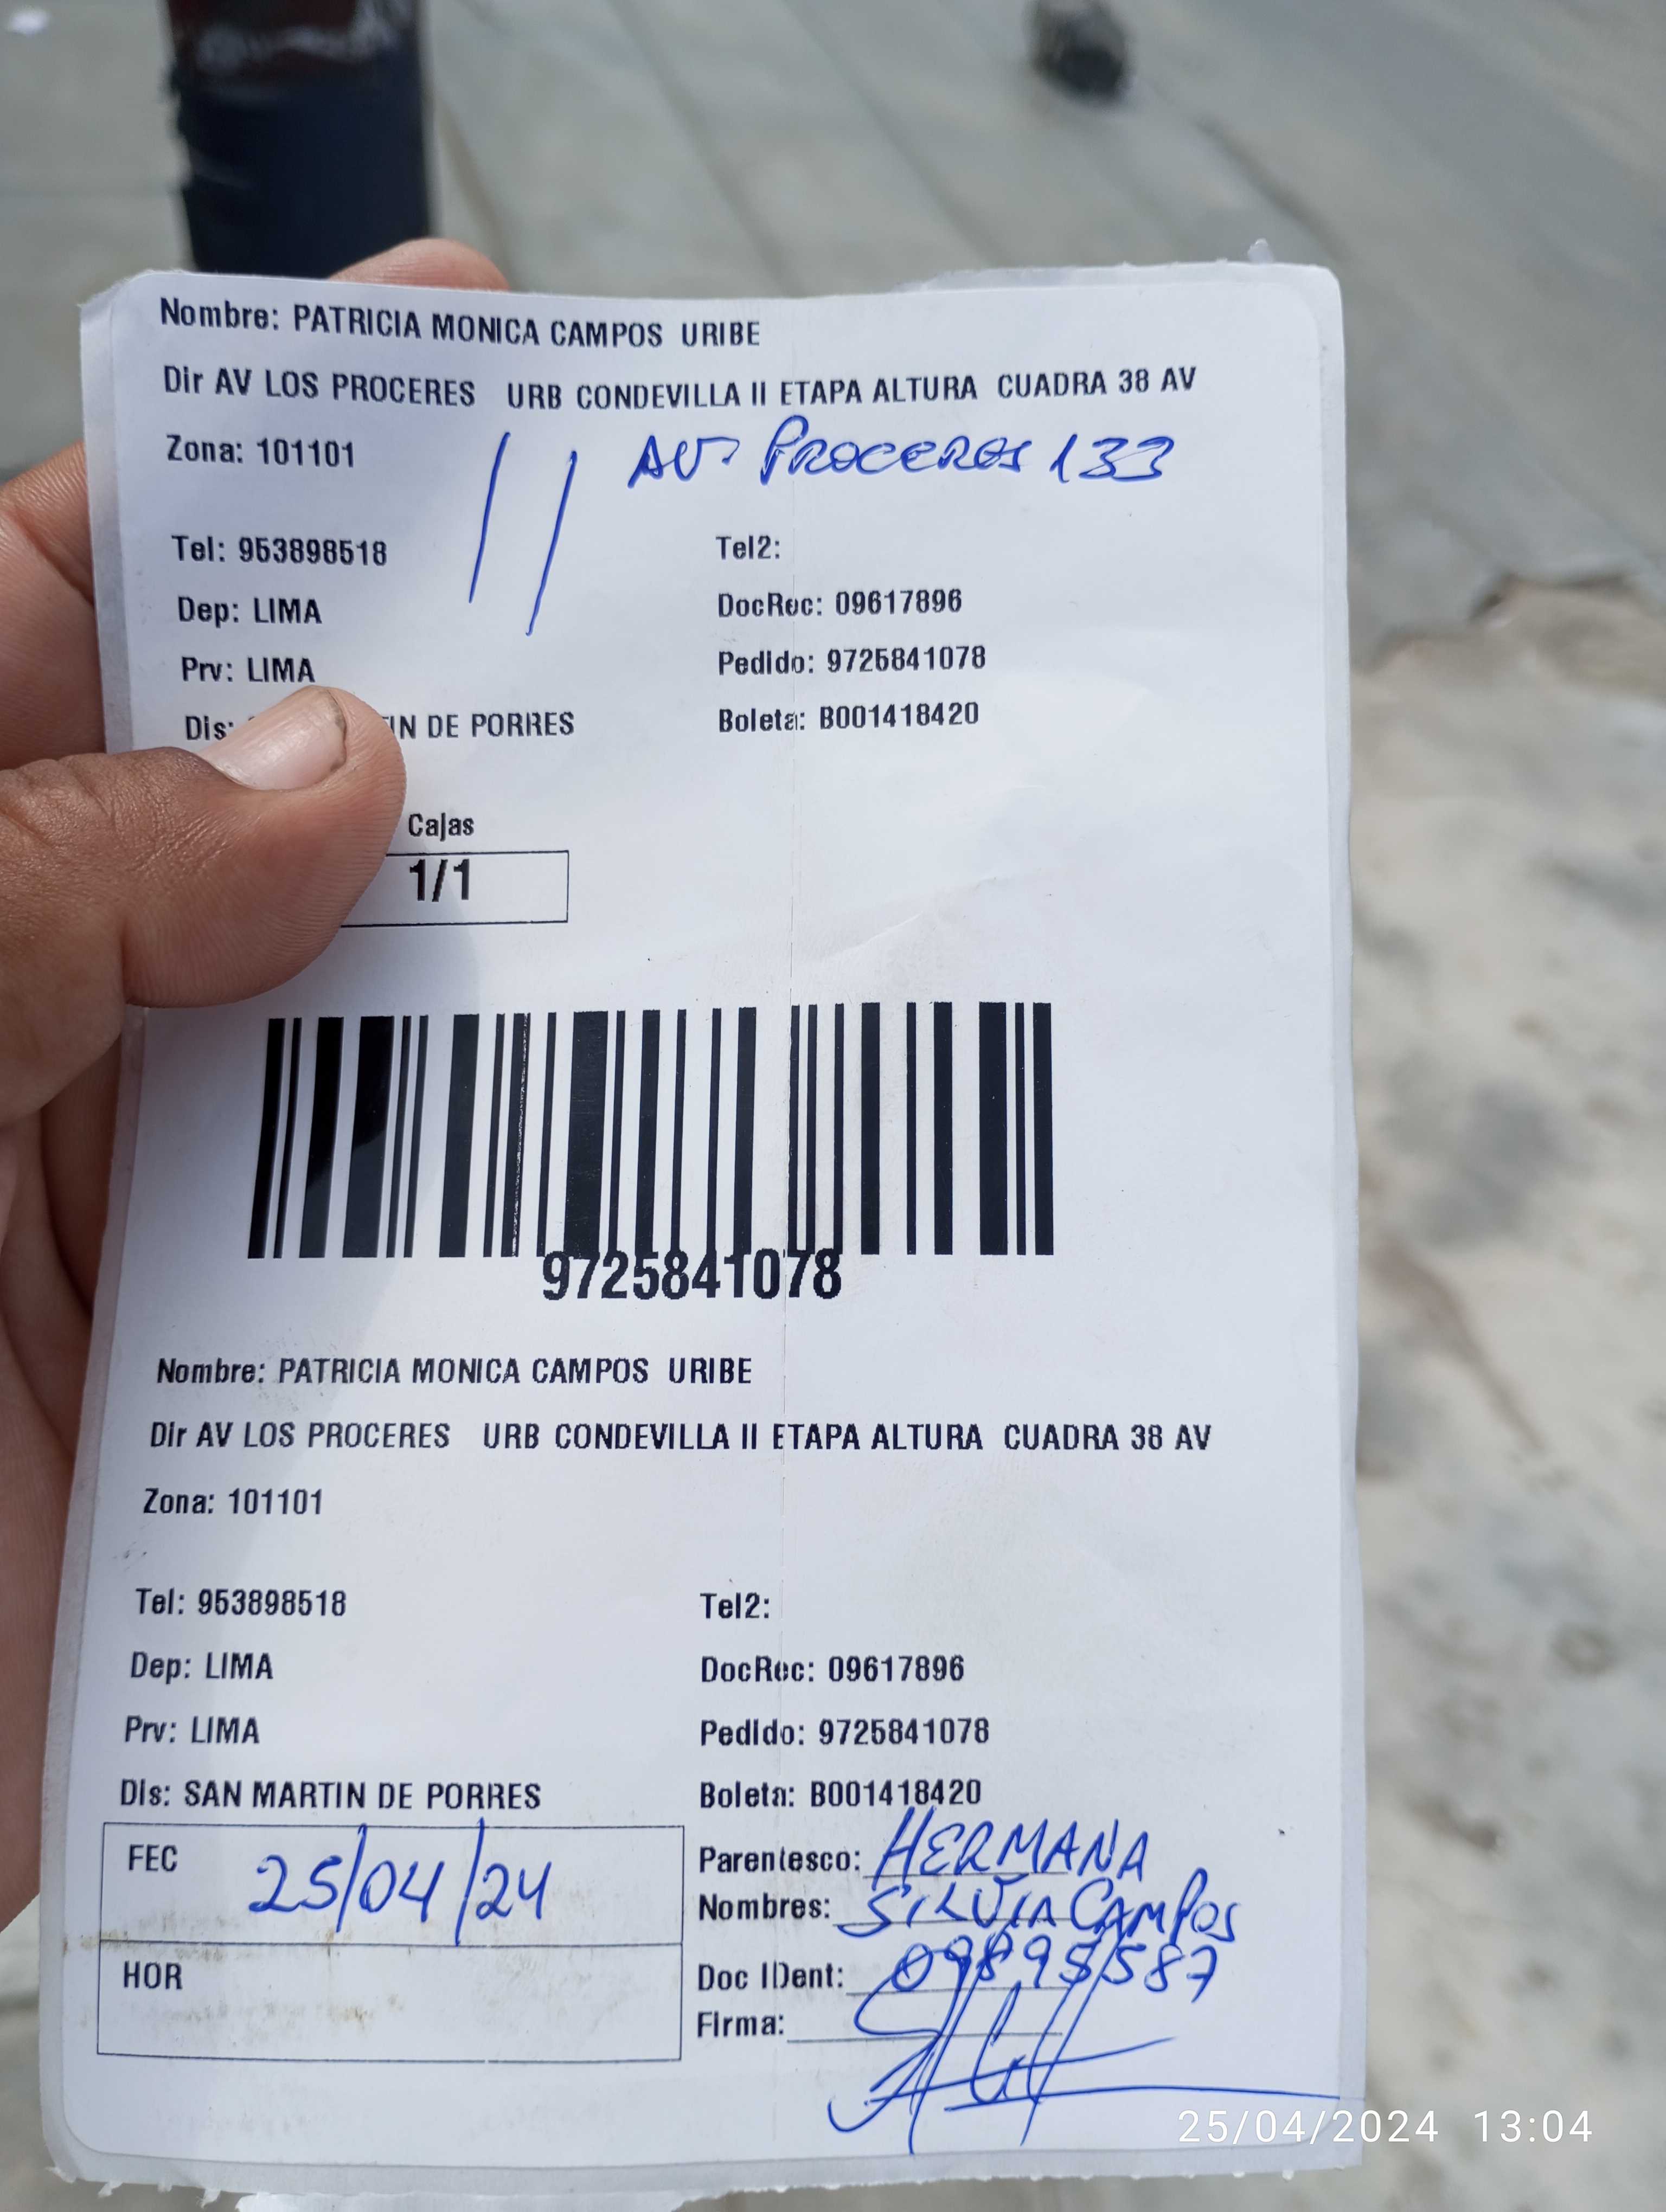 Nombre: PATRICIA MONICA CAMPOS URIBE
Dir AV LOS PROCERES URB CONDEVILLA II ETAPA ALTURA CUADRA 38 AV
Zona: 101101
AV PROCERES 133
Tel: 953898518 Tel2:
Dep: LIMA DocRec: 09617896
Prv: LIMA Pedido: 9725841078
Dis: DE PORRES Boleta: B001418420
Cajas
1/1
9725841078
Nombre: PATRICIA MONICA CAMPOS URIBE
Dir AV LOS PROCERES URB CONDEVILLA II ETAPA ALTURA CUADRA 38 AV
Zona: 101101
Tel: 953898518 Tel2:
Dep: LIMA DocRec: 09617896
Prv: LIMA Pedido: 9725841078
Dis: SAN MARTIN DE PORRES Boleta: B001418420
FEC 25/04/24 Parentesco: HERMANA
Nombres: SILVIA CAMPOS
HOR Doc IDent:
Firma:
25/04/2024 13:04